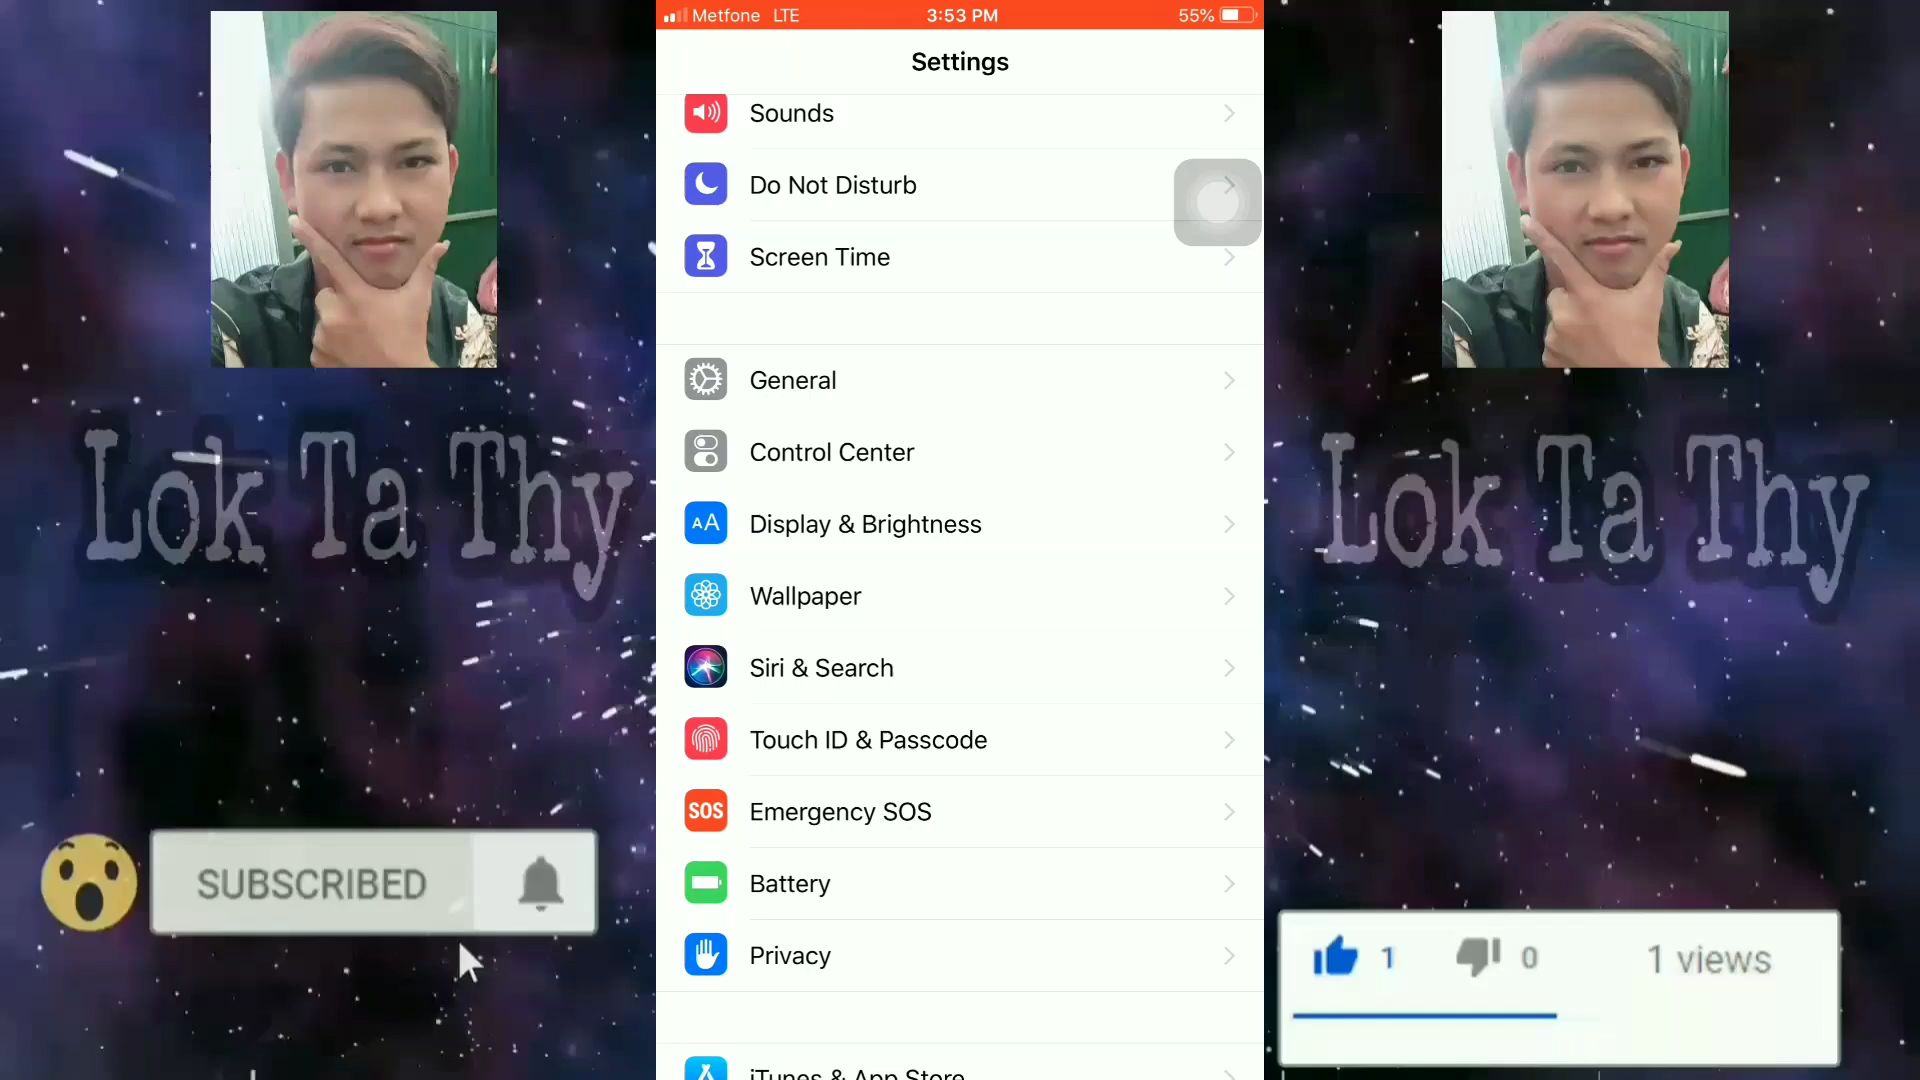 Metfone LTE 3:53 PM 55%
Settings
Sounds
Do Not Disturb
Screen Time
General
Control Center
AA Display & Brightness
Wallpaper
Siri & Search
Touch ID & Passcode
SOS Emergency SOS
Battery
Privacy
iTunes & App Store
Lok Ta Thy
Lok Ta Thy
SUBSCRIBED
1 0 1 views